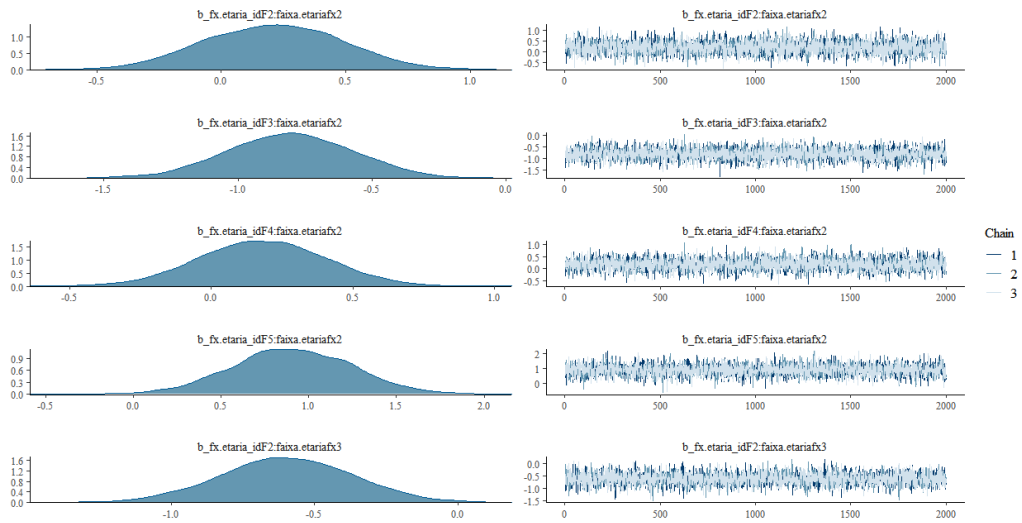 b_fx.etaria_idF2:faixa.etariafx2
1.0
0.5
0.0
-0.5 0.0 0.5 1.0
b_fx.etaria_idF2:faixa.etariafx2
1.0
0.5
0.0
-0.5
0 500 1000 1500 2000
b_fx.etaria_idF3:faixa.etariafx2
1.6
1.2
0.8
0.4
0.0
-1.5 -1.0 -0.5 0.0
b_fx.etaria_idF3:faixa.etariafx2
0.0
-0.5
-1.0
-1.5
0 500 1000 1500 2000
b_fx.etaria_idF4:faixa.etariafx2
1.5
1.0
0.5
0.0
-0.5 0.0 0.5 1.0
b_fx.etaria_idF4:faixa.etariafx2
1.0
0.5
0.0
-0.5
0 500 1000 1500 2000
b_fx.etaria_idF5:faixa.etariafx2
0.9
0.6
0.3
0.0
-0.5 0.0 0.5 1.0 1.5 2.0
b_fx.etaria_idF5:faixa.etariafx2
2
1
0
0 500 1000 1500 2000
b_fx.etaria_idF2:faixa.etariafx3
1.6
1.2
0.8
0.4
0.0
-1.0 -0.5 0.0
b_fx.etaria_idF2:faixa.etariafx3
0.0
-0.5
-1.0
-1.5
0 500 1000 1500 2000
Chain
1
2
3